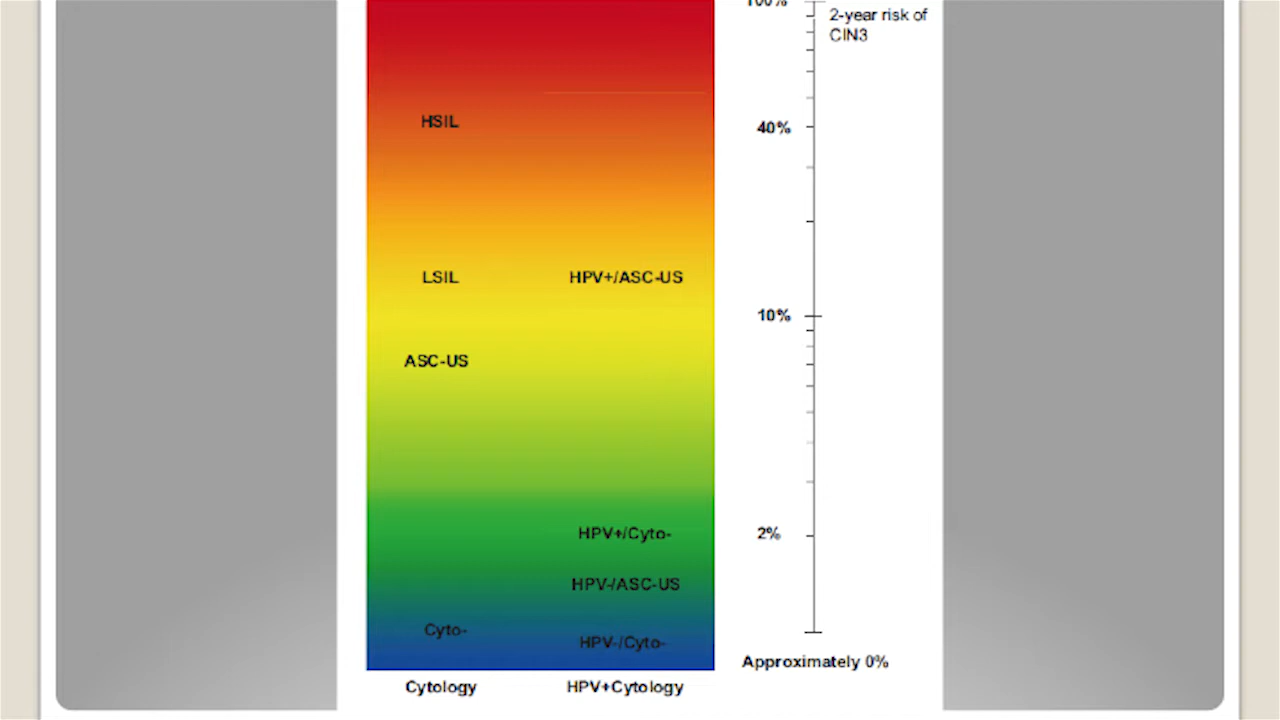 100%
2-year risk of
CIN3
HSIL
40%
LSIL HPV+/ASC-US
10%
ASC-US
HPV+/Cyto- 2%
HPV-/ASC-US
Cyto- HPV-/Cyto-
Approximately 0%
Cytology HPV+Cytology